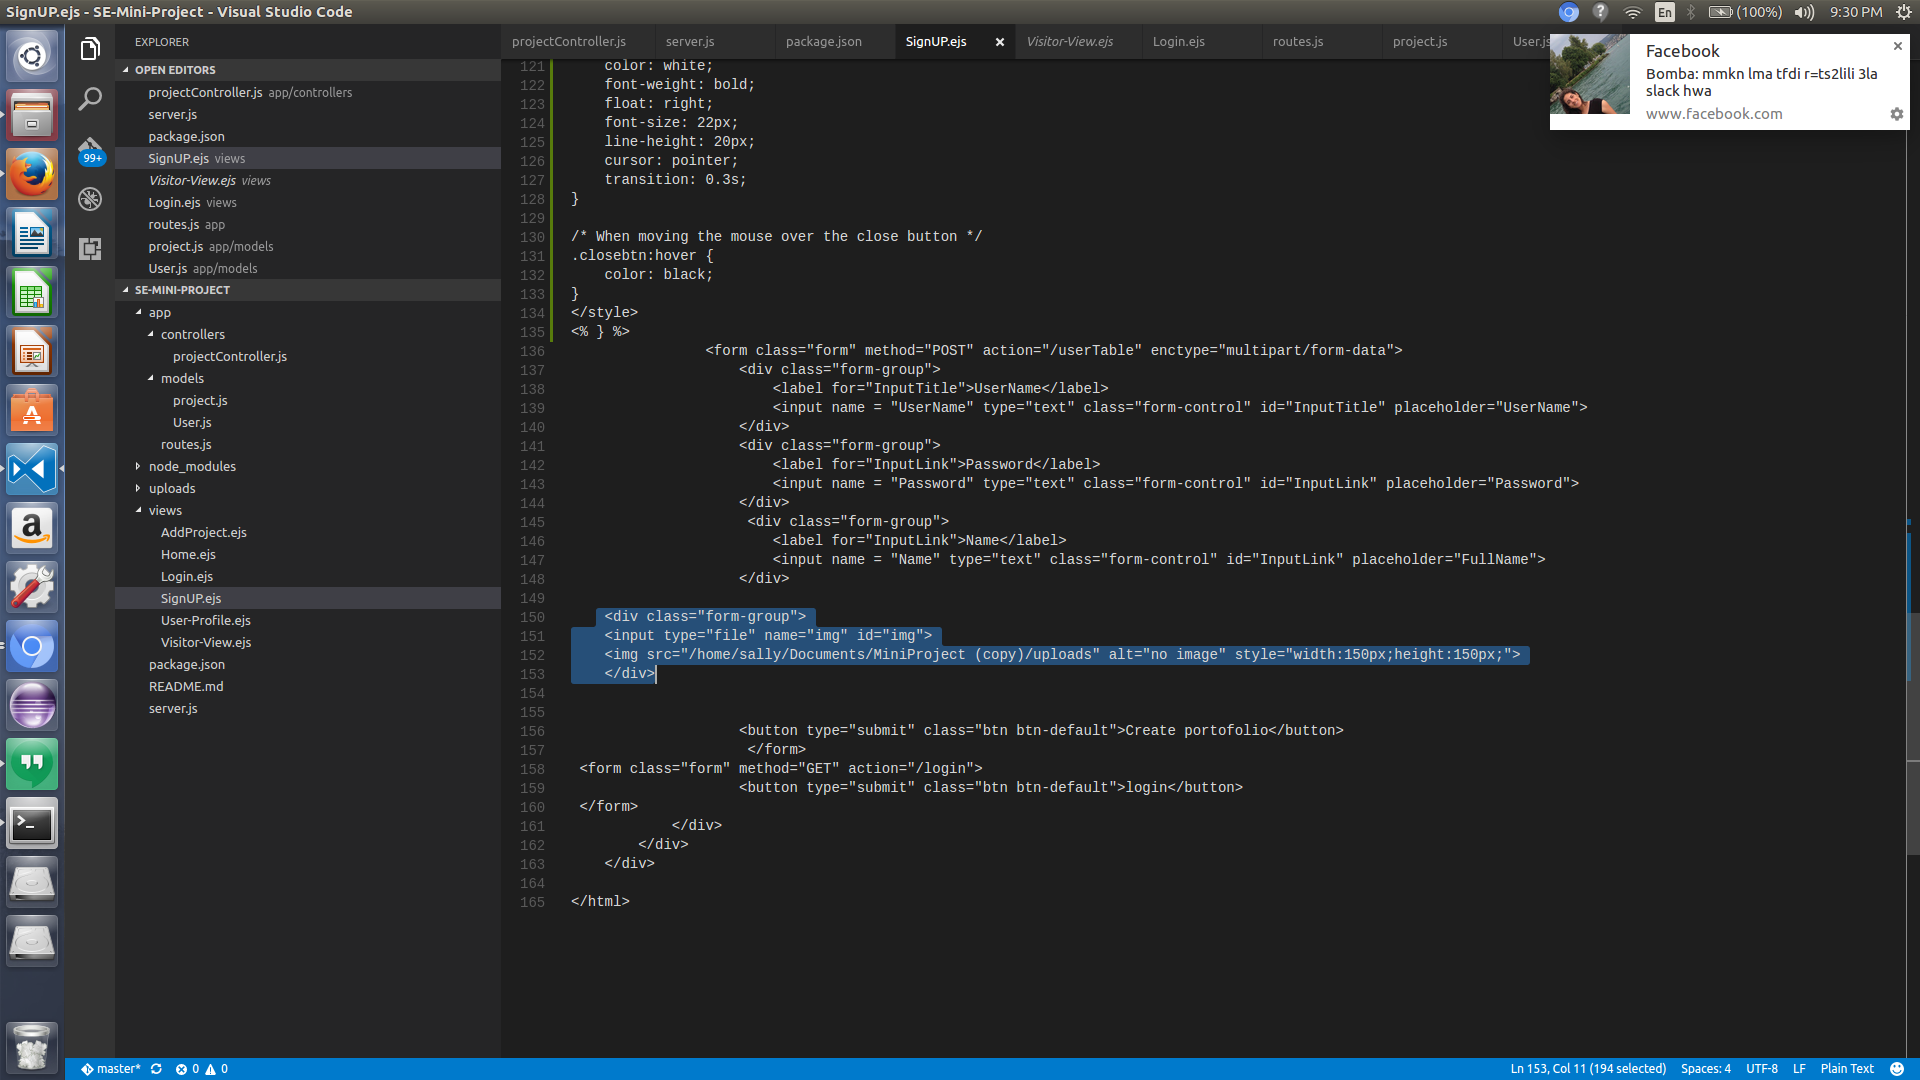 SignUP.ejs - SE-Mini-Project - Visual Studio Code
En
(100%)
9:30 PM
EXPLORER
OPEN EDITORS
projectController.js app/controllers
server.js
package.json
SignUP.ejs views
Visitor-View.ejs views
Login.ejs views
routes.js app
project.js app/models
User.js app/models
99+
SE-MINI-PROJECT
app
controllers
projectController.js
models
project.js
User.js
routes.js
node_modules
uploads
views
AddProject.ejs
Home.ejs
Login.ejs
SignUP.ejs
User-Profile.ejs
Visitor-View.ejs
package.json
README.md
server.js
projectController.js server.js package.json SignUP.ejs × Visitor-View.ejs Login.ejs routes.js project.js User.js
Facebook
Bomba: mmkn lma tfdi r=ts2lili 3la
slack hwa
www.facebook.com
121 color: white;
122 font-weight: bold;
123 float: right;
124 font-size: 22px;
125 line-height: 20px;
126 cursor: pointer;
127 transition: 0.3s;
128 }
129
130 /* When moving the mouse over the close button */
131 .closebtn:hover {
132 color: black;
133 }
134 </style>
135 <% } %>
136 <form class="form" method="POST" action="/userTable" enctype="multipart/form-data">
137 <div class="form-group">
138 <label for="InputTitle">UserName</label>
139 <input name = "UserName" type="text" class="form-control" id="InputTitle" placeholder="UserName">
140 </div>
141 <div class="form-group">
142 <label for="InputLink">Password</label>
143 <input name = "Password" type="text" class="form-control" id="InputLink" placeholder="Password">
144 </div>
145 <div class="form-group">
146 <label for="InputLink">Name</label>
147 <input name = "Name" type="text" class="form-control" id="InputLink" placeholder="FullName">
148 </div>
149
150 <div class="form-group">
151 <input type="file" name="img" id="img">
152 <img src="/home/sally/Documents/MiniProject (copy)/uploads" alt="no image" style="width:150px;height:150px;">
153 </div>
154
155
156 <button type="submit" class="btn btn-default">Create portofolio</button>
157 </form>
158 <form class="form" method="GET" action="/login">
159 <button type="submit" class="btn btn-default">login</button>
160 </form>
161 </div>
162 </div>
163 </div>
164
165 </html>
master* 0 0
Ln 153, Col 11 (194 selected) Spaces: 4 UTF-8 LF Plain Text